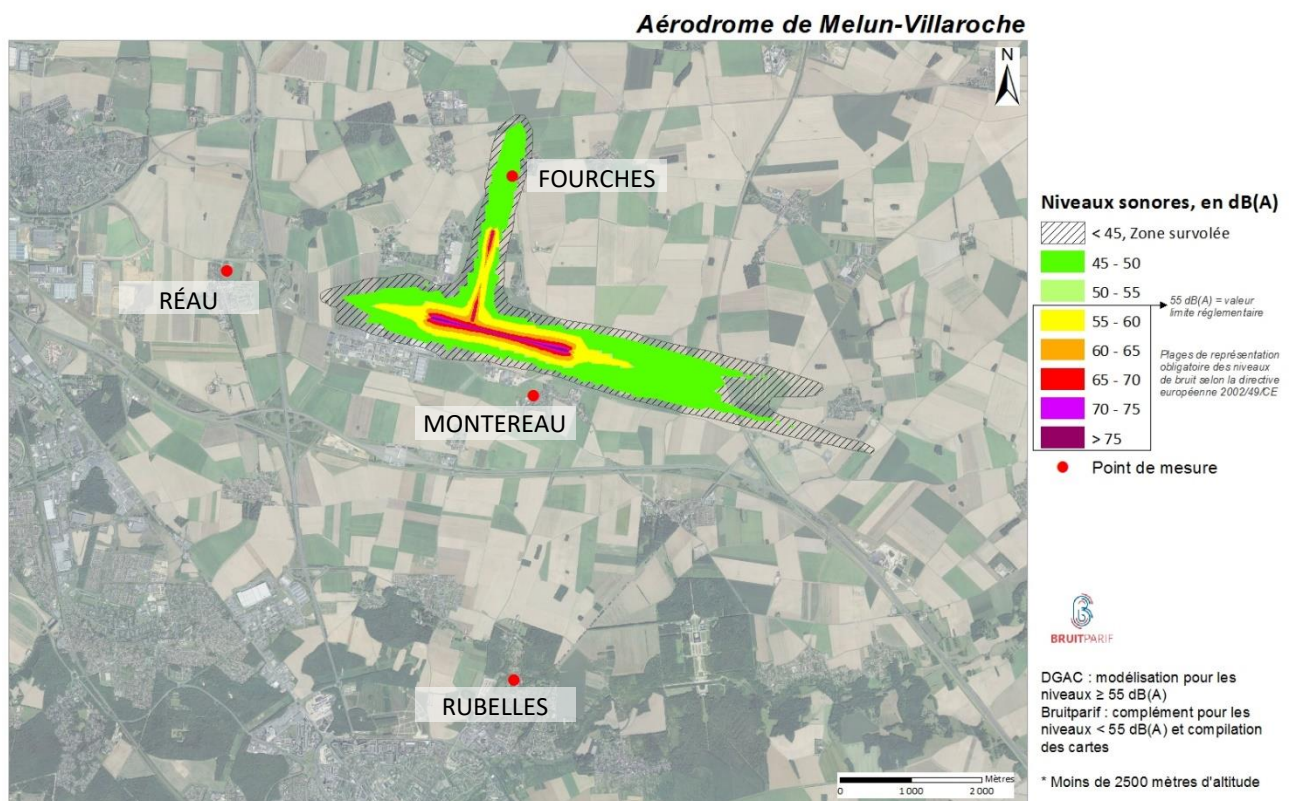 Aérodrome de Melun-Villaroche
N
FOURCHES
RÉAU
MONTEREAU
RUBELLES
Mètres
0 1 000 2 000
Niveaux sonores, en dB(A)
< 45, Zone survolée
45 - 50
50 - 55
55 - 60
60 - 65
65 - 70
70 - 75
> 75
Point de mesure
55 dB(A) = valeur
limite réglementaire
Plages de représentation
obligatoire des niveaux
de bruit selon la directive
européenne 2002/49/CE
BRUITPARIF
DGAC : modélisation pour les
niveaux ≥ 55 dB(A)
Bruitparif : complément pour les
niveaux < 55 dB(A) et compilation
des cartes
* Moins de 2500 mètres d'altitude